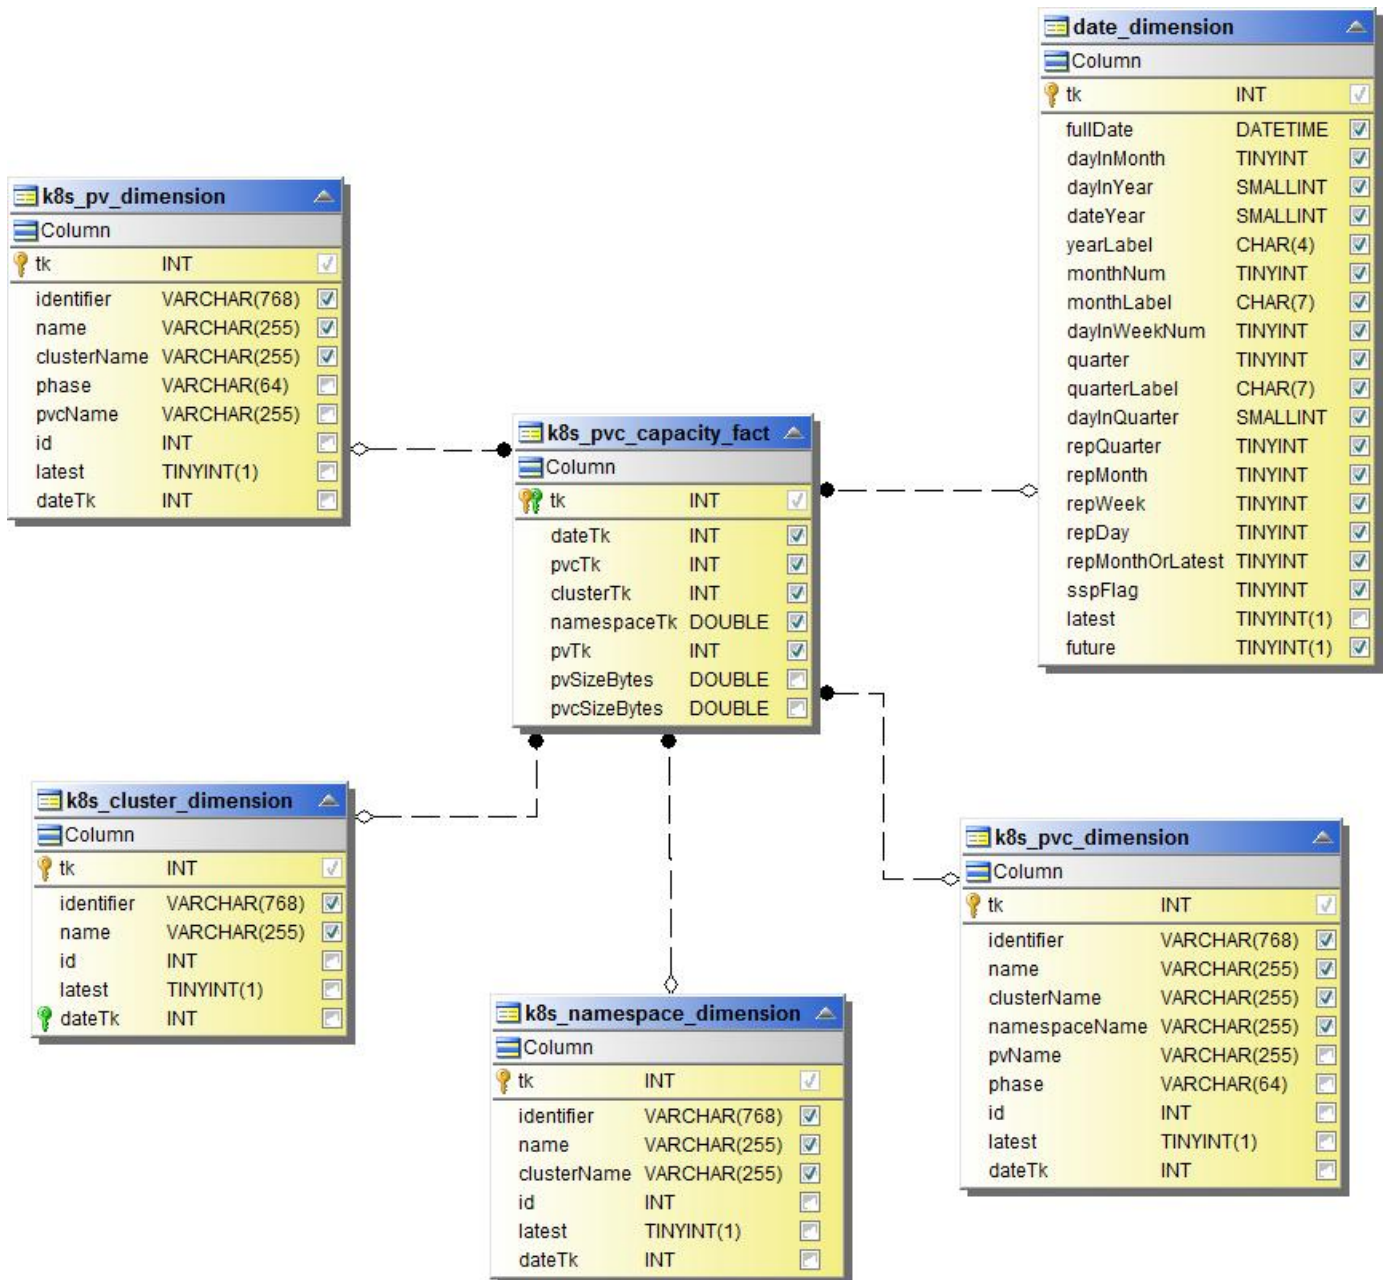 date_dimension
Column
tk INT
fullDate DATETIME
dayInMonth TINYINT
dayInYear SMALLINT
dateYear SMALLINT
yearLabel CHAR(4)
monthNum TINYINT
monthLabel CHAR(7)
dayInWeekNum TINYINT
quarter TINYINT
quarterLabel CHAR(7)
dayInQuarter SMALLINT
repQuarter TINYINT
repMonth TINYINT
repWeek TINYINT
repDay TINYINT
repMonthOrLatest TINYINT
sspFlag TINYINT
latest TINYINT(1)
future TINYINT(1)
k8s_pv_dimension
Column
tk INT
identifier VARCHAR(768)
name VARCHAR(255)
clusterName VARCHAR(255)
phase VARCHAR(64)
pvcName VARCHAR(255)
id INT
latest TINYINT(1)
dateTk INT
k8s_pvc_capacity_fact
Column
tk INT
dateTk INT
pvcTk INT
clusterTk INT
namespaceTk DOUBLE
pvTk INT
pvSizeBytes DOUBLE
pvcSizeBytes DOUBLE
k8s_cluster_dimension
Column
tk INT
identifier VARCHAR(768)
name VARCHAR(255)
id INT
latest TINYINT(1)
dateTk INT
k8s_pvc_dimension
Column
tk INT
identifier VARCHAR(768)
name VARCHAR(255)
clusterName VARCHAR(255)
namespaceName VARCHAR(255)
pvName VARCHAR(255)
phase VARCHAR(64)
id INT
latest TINYINT(1)
dateTk INT
k8s_namespace_dimension
Column
tk INT
identifier VARCHAR(768)
name VARCHAR(255)
clusterName VARCHAR(255)
id INT
latest TINYINT(1)
dateTk INT